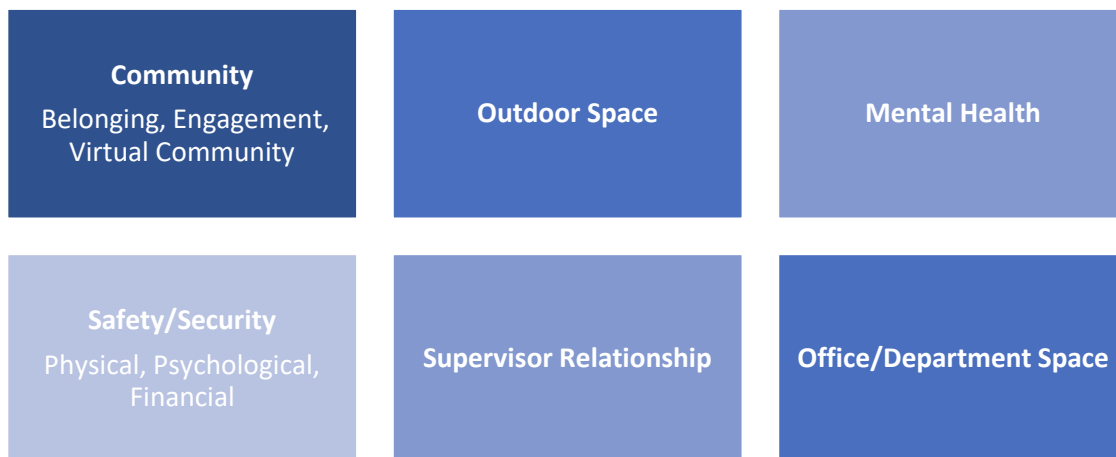 Community
Belonging, Engagement,
Virtual Community
Outdoor Space
Mental Health
Safety/Security
Physical, Psychological,
Financial
Supervisor Relationship
Office/Department Space